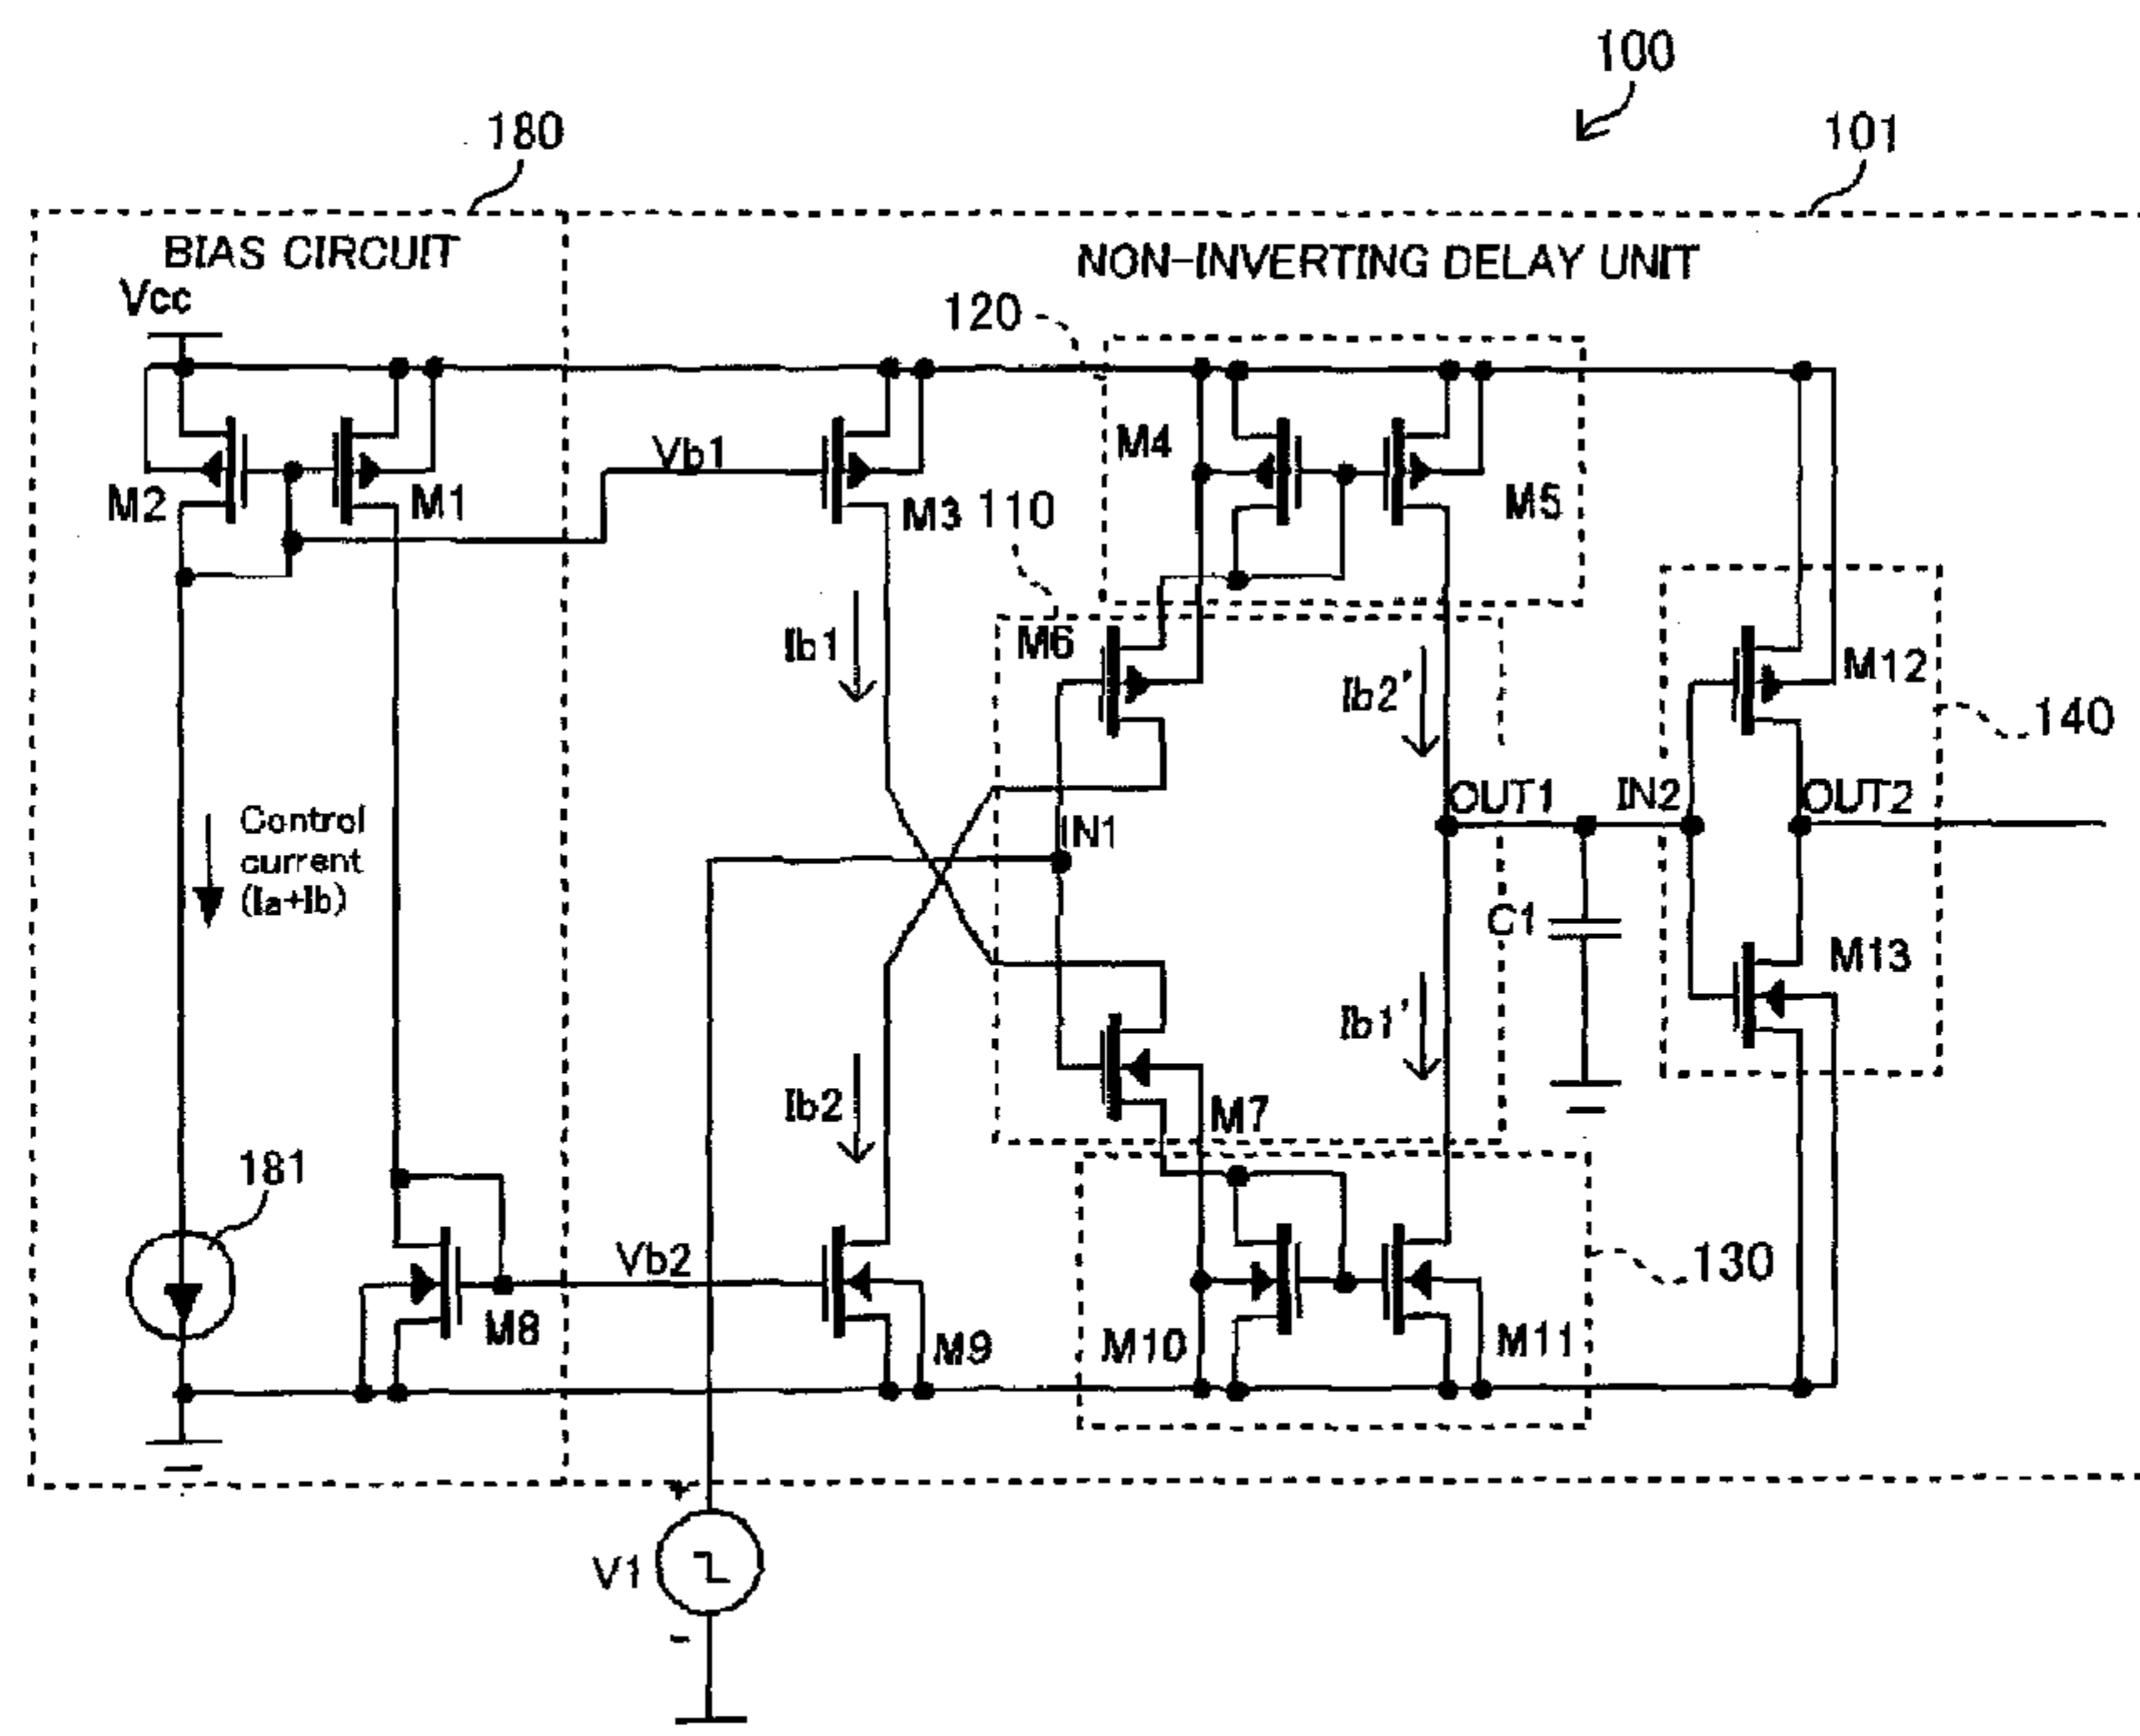 100
180
101
BIAS CIRCUIT
NON-INVERTING DELAY UNIT
Vcc
120
M4
Vb1
M2
M1
M3
110
M5
M6
Ib1
Ib2'
M12
140
OUT1
IN2
OUT2
Control
current
(Ia+Ib)
IN1
C1
M13
Ib1'
Ib2
M7
181
Vb2
130
M8
M9
M10
M11
+
V1
-